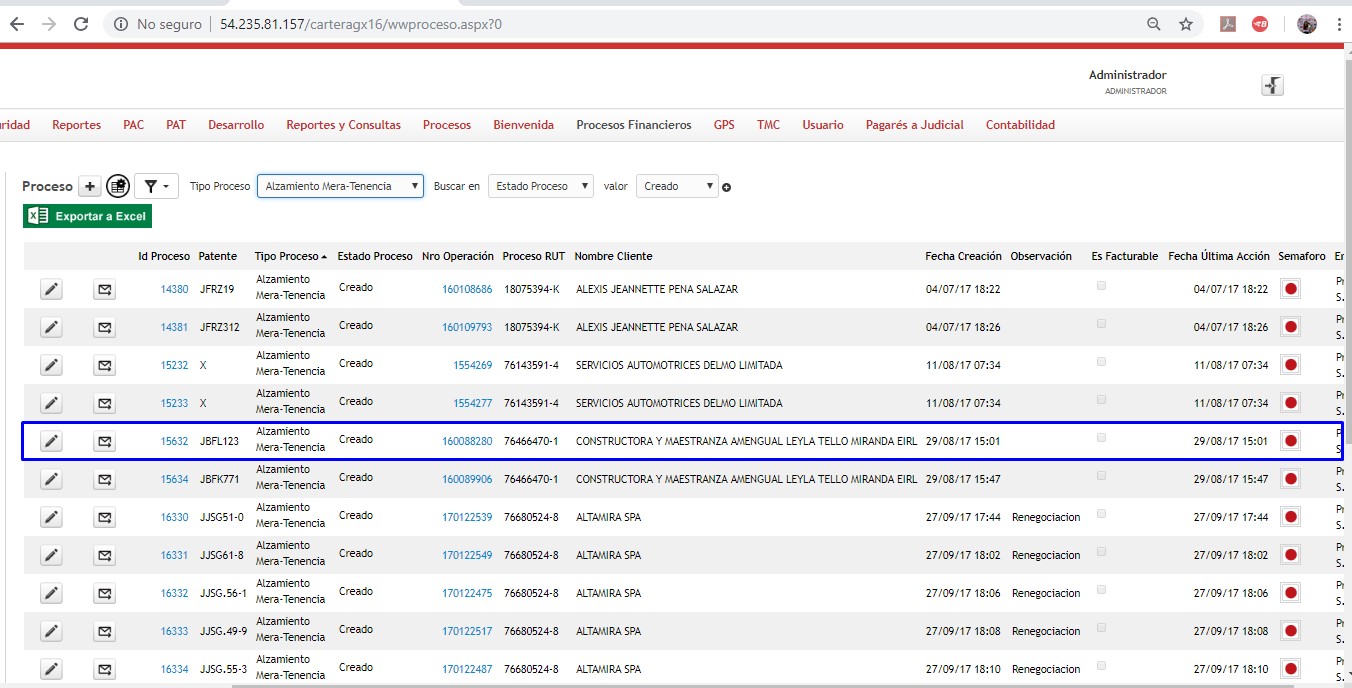 No seguro | 54.235.81.157/carteragx16/wwproceso.aspx?0
Administrador
ADMINISTRADOR
ridad Reportes PAC PAT Desarrollo Reportes y Consultas Procesos Bienvenida Procesos Financieros GPS TMC Usuario Pagarés a Judicial Contabilidad
Proceso Tipo Proceso Alzamiento Mera-Tenencia Buscar en Estado Proceso valor Creado
Exportar a Excel
Id Proceso Patente Tipo Proceso Estado Proceso Nro Operación Proceso RUT Nombre Cliente Fecha Creación Observación Es Facturable Fecha Última Acción Semaforo
14380 JFRZ19 Alzamiento Mera-Tenencia Creado 160108686 18075394-K ALEXIS JEANNETTE PENA SALAZAR 04/07/17 18:22 04/07/17 18:22
14381 JFRZ312 Alzamiento Mera-Tenencia Creado 160109793 18075394-K ALEXIS JEANNETTE PENA SALAZAR 04/07/17 18:26 04/07/17 18:26
15232 X Alzamiento Mera-Tenencia Creado 1554269 76143591-4 SERVICIOS AUTOMOTRICES DELMO LIMITADA 11/08/17 07:34 11/08/17 07:34
15233 X Alzamiento Mera-Tenencia Creado 1554277 76143591-4 SERVICIOS AUTOMOTRICES DELMO LIMITADA 11/08/17 07:34 11/08/17 07:34
15632 JBFL123 Alzamiento Mera-Tenencia Creado 160088280 76466470-1 CONSTRUCTORA Y MAESTRANZA AMENGUAL LEYLA TELLO MIRANDA EIRL 29/08/17 15:01 29/08/17 15:01
15634 JBFK771 Alzamiento Mera-Tenencia Creado 160089906 76466470-1 CONSTRUCTORA Y MAESTRANZA AMENGUAL LEYLA TELLO MIRANDA EIRL 29/08/17 15:47 29/08/17 15:47
16330 JJSG51-0 Alzamiento Mera-Tenencia Creado 170122539 76680524-8 ALTAMIRA SPA 27/09/17 17:44 Renegociacion 27/09/17 17:44
16331 JJSG61-8 Alzamiento Mera-Tenencia Creado 170122549 76680524-8 ALTAMIRA SPA 27/09/17 18:02 Renegociacion 27/09/17 18:02
16332 JJSG.56-1 Alzamiento Mera-Tenencia Creado 170122475 76680524-8 ALTAMIRA SPA 27/09/17 18:06 Renegociacion 27/09/17 18:06
16333 JJSG.49-9 Alzamiento Mera-Tenencia Creado 170122517 76680524-8 ALTAMIRA SPA 27/09/17 18:08 Renegociacion 27/09/17 18:08
16334 JJSG.55-3 Alzamiento Mera-Tenencia Creado 170122487 76680524-8 ALTAMIRA SPA 27/09/17 18:10 Renegociacion 27/09/17 18:10